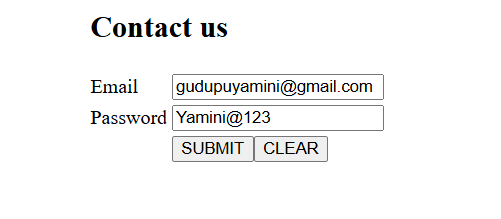 Contact us
Email gudupuyamini@gmail.com
Password Yamini@123
SUBMIT CLEAR